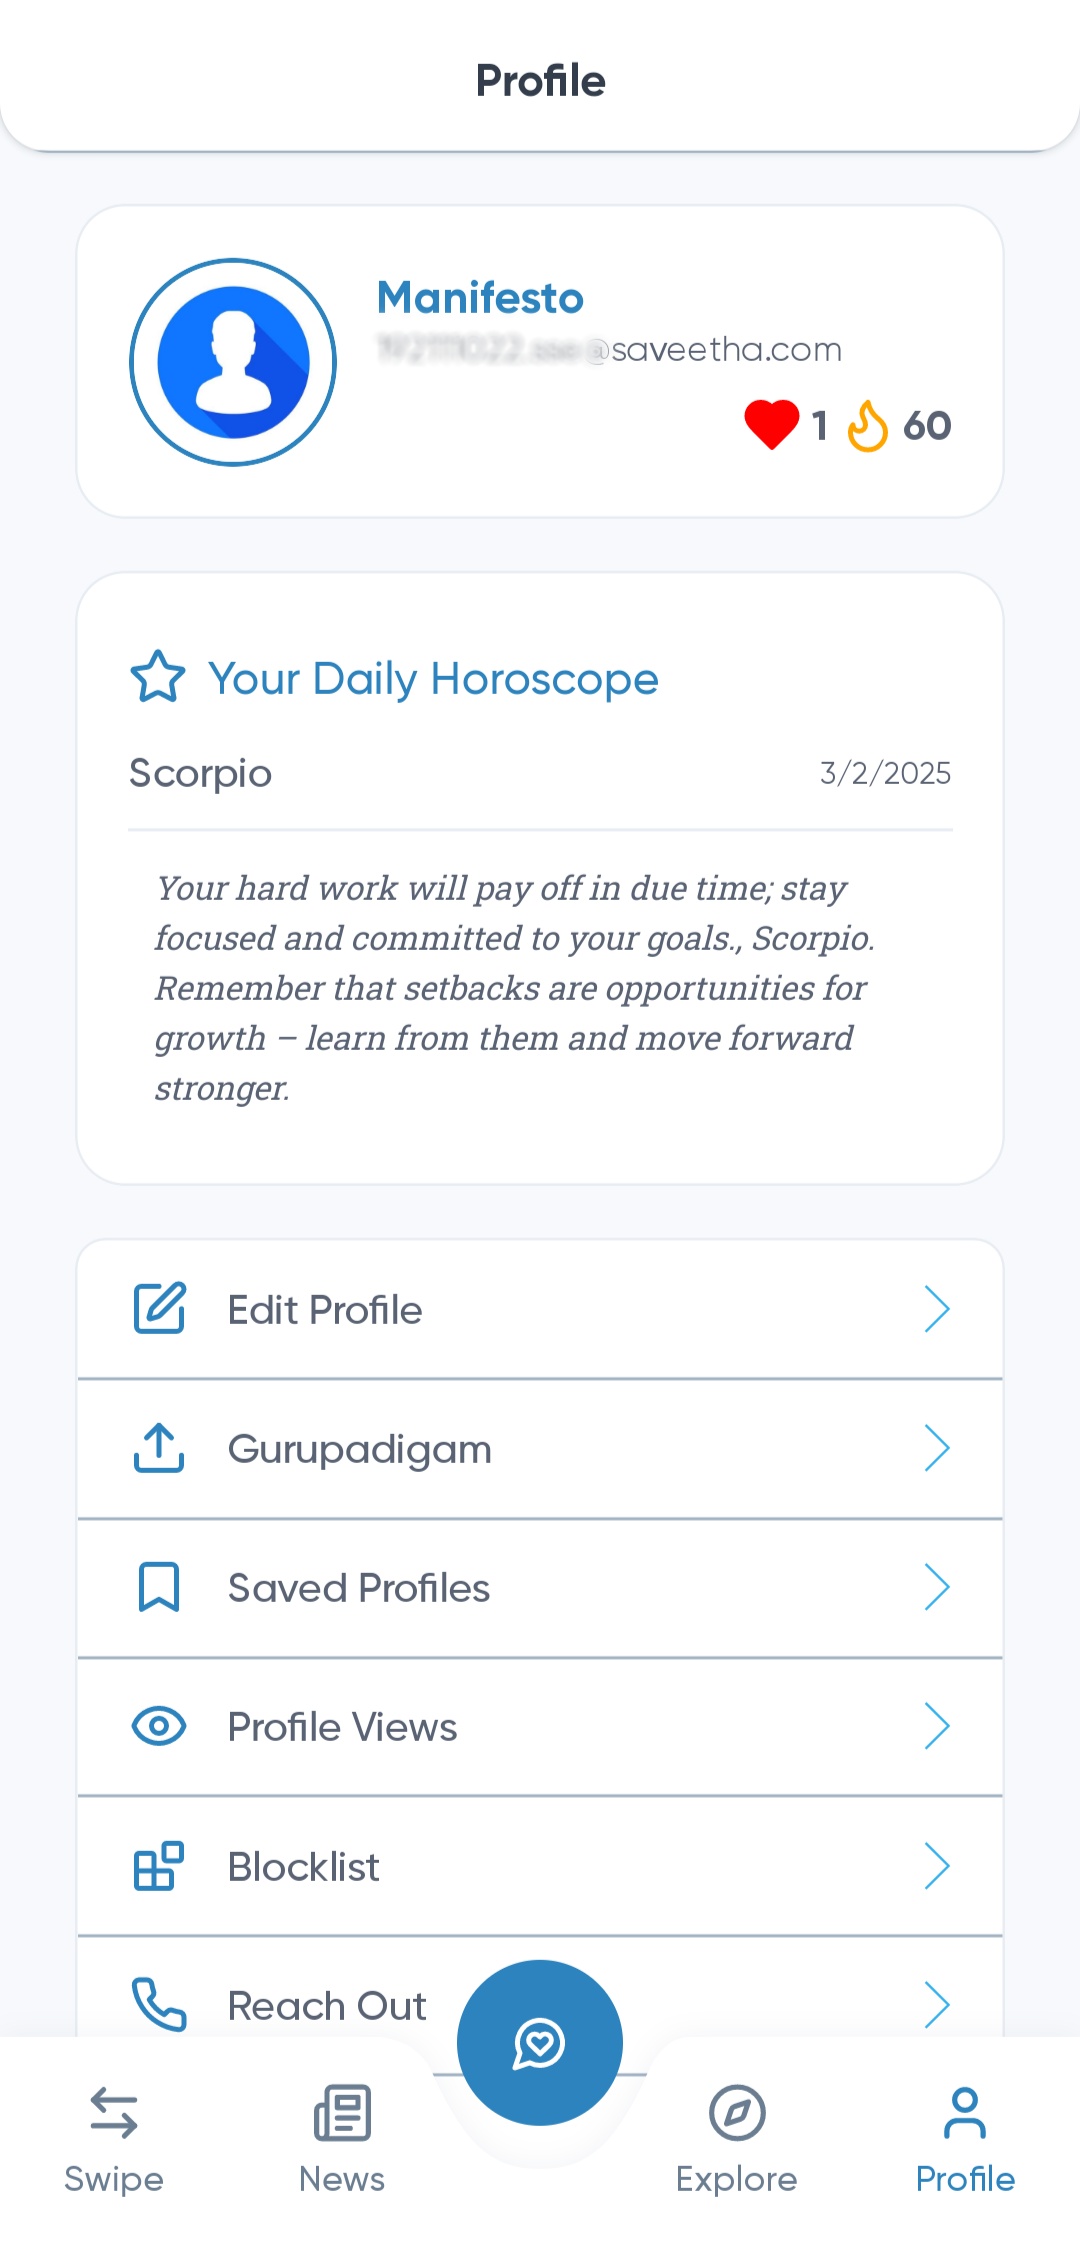 Profile
Manifesto
@saveetha.com
1 60
Your Daily Horoscope
Scorpio 3/2/2025
Your hard work will pay off in due time; stay
focused and committed to your goals., Scorpio.
Remember that setbacks are opportunities for
growth – learn from them and move forward
stronger.
Edit Profile
Gurupadigam
Saved Profiles
Profile Views
Blocklist
Reach Out
Swipe News Explore Profile